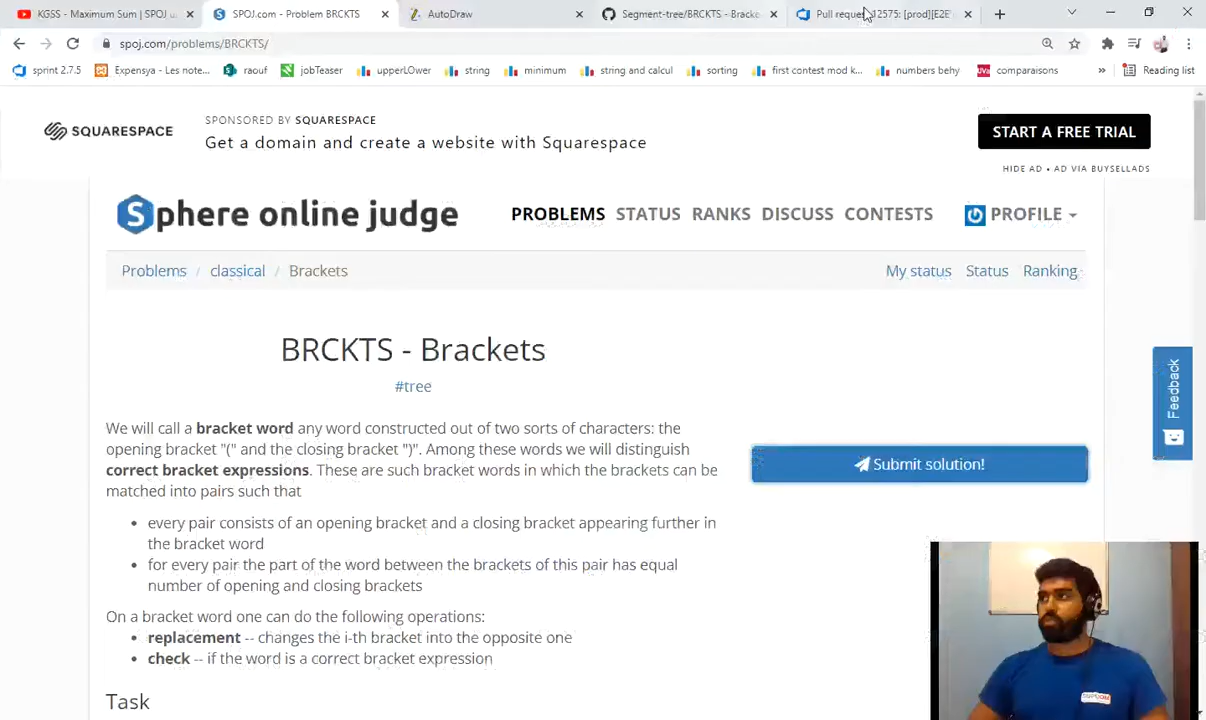 KGSS - Maximum Sum | SPOJ u
SPOJ.com - Problem BRCKTS
AutoDraw
Segment-tree/BRCKTS - Bracke
Pull reque 12575: [prod][E2E
spoj.com/problems/BRCKTS/
sprint 2.7.5
Expensya - Les note...
raouf
jobTeaser
upperLOwer
string
minimum
string and calcul
sorting
first contest mod k...
numbers behy
comparaisons
»
Reading list
SQUARESPACE
SPONSORED BY SQUARESPACE
Get a domain and create a website with Squarespace
START A FREE TRIAL
HIDE AD • AD VIA BUYSELLADS
Sphere online judge
PROBLEMS STATUS RANKS DISCUSS CONTESTS PROFILE
Problems / classical / Brackets
My status Status Ranking
BRCKTS - Brackets
#tree
We will call a bracket word any word constructed out of two sorts of characters: the
opening bracket "(" and the closing bracket ")". Among these words we will distinguish
correct bracket expressions. These are such bracket words in which the brackets can be
matched into pairs such that
• every pair consists of an opening bracket and a closing bracket appearing further in
the bracket word
• for every pair the part of the word between the brackets of this pair has equal
number of opening and closing brackets
On a bracket word one can do the following operations:
• replacement -- changes the i-th bracket into the opposite one
• check -- if the word is a correct bracket expression
Task
Submit solution!
Feedback
SUPCOM